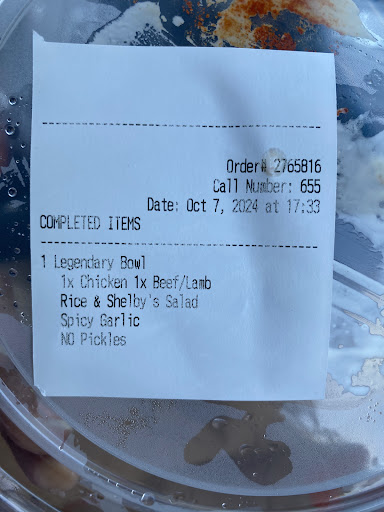 Order# 2765816
Call Number: 655
Date: Oct 7, 2024 at 17:33
COMPLETED ITEMS
1 Legendary Bowl
1x Chicken 1x Beef/Lamb
Rice & Shelby's Salad
Spicy Garlic
NO Pickles